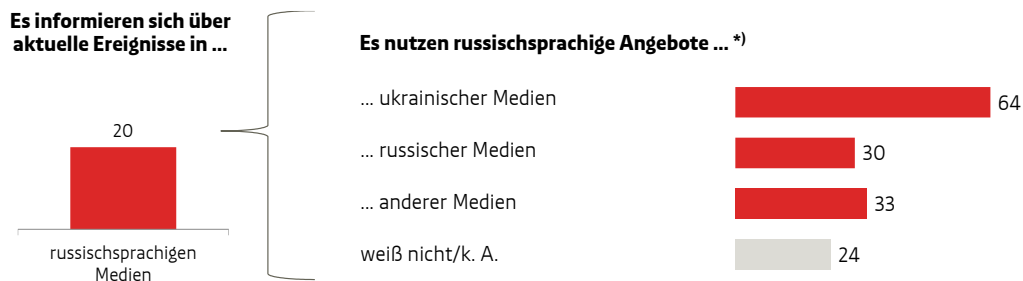 Es informieren sich über
aktuelle Ereignisse in ...
20
russischsprachigen
Medien
Es nutzen russischsprachige Angebote ... *)
... ukrainischer Medien
64
... russischer Medien
30
... anderer Medien
33
weiß nicht/k. A.
24